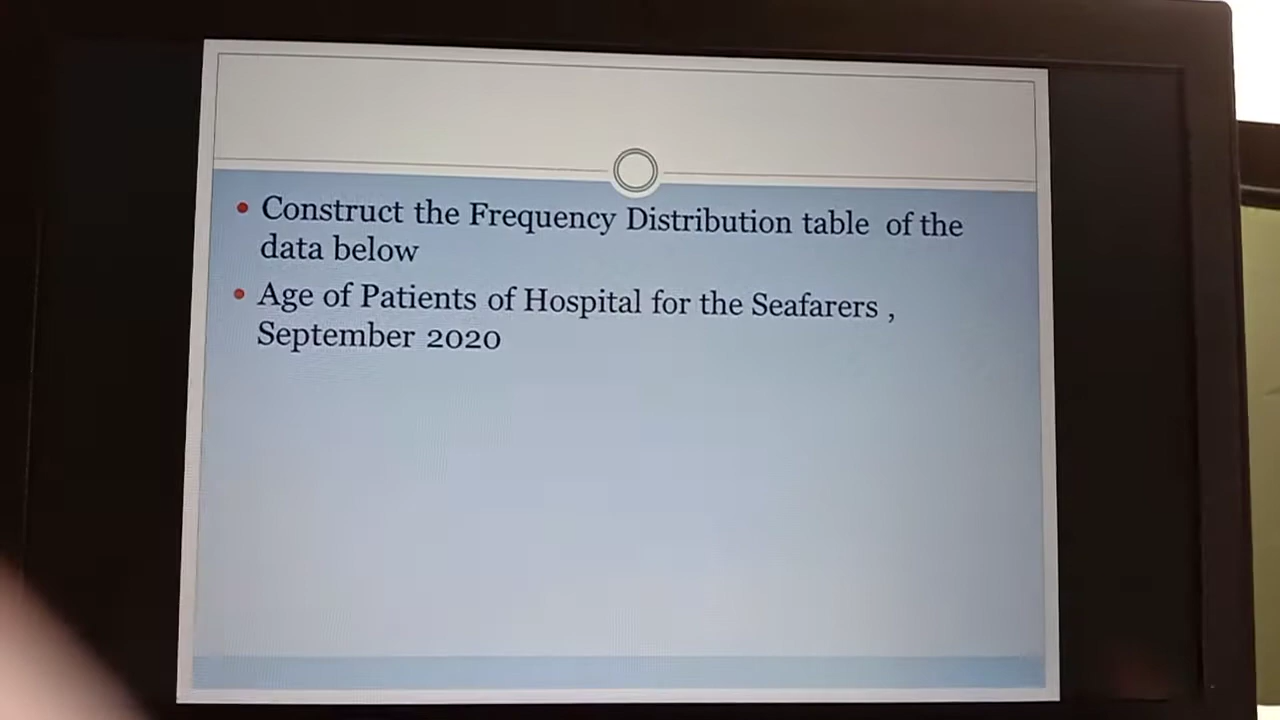 • Construct the Frequency Distribution table of the
data below
• Age of Patients of Hospital for the Seafarers ,
September 2020